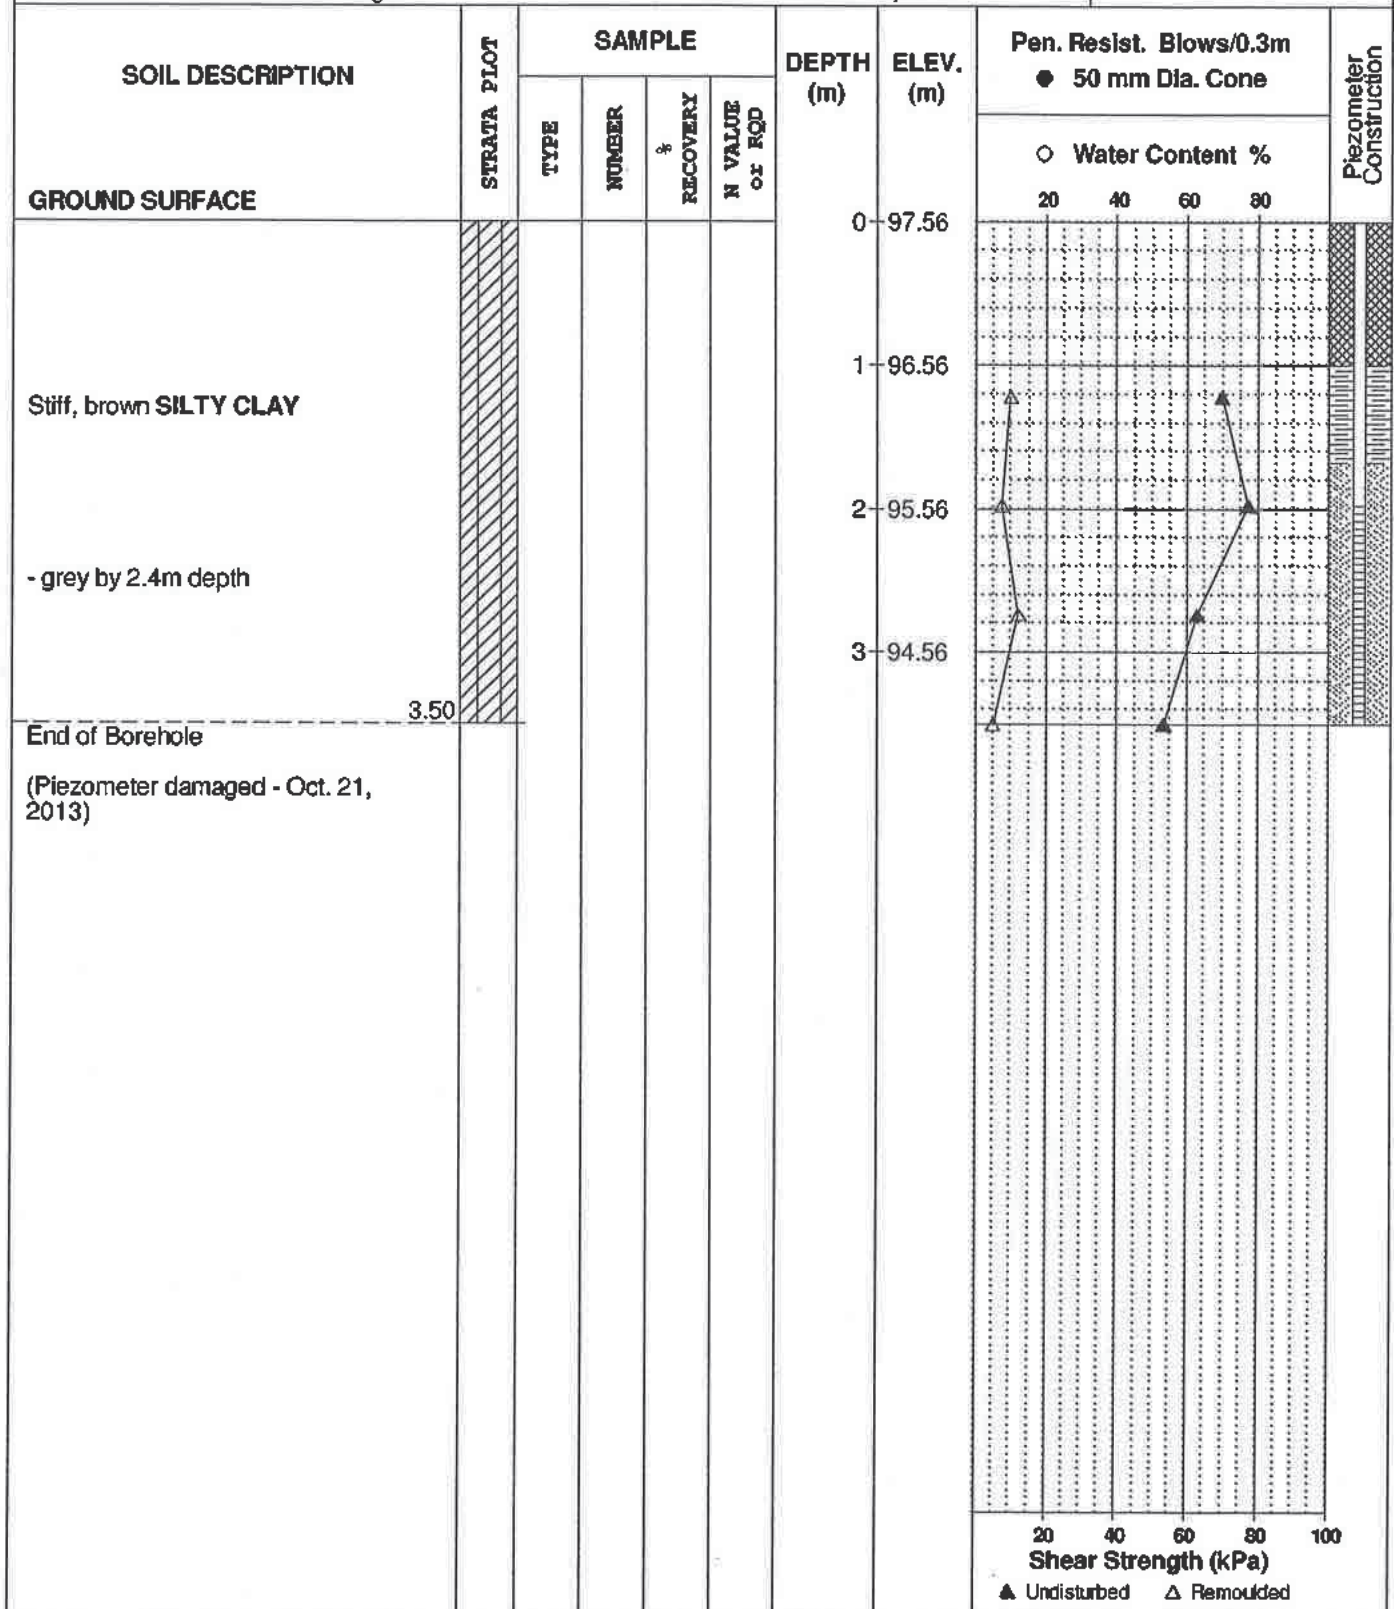 SOIL DESCRIPTION
GROUND SURFACE
STRATA PLOT
SAMPLE
TYPE
NUMBER
%
RECOVERY
N VALUE
or RQD
DEPTH
(m)
ELEV.
(m)
Pen. Resist. Blows/0.3m
● 50 mm Dia. Cone
○ Water Content %
20 40 60 80
Piezometer
Construction
0 97.56
1 96.56
Stiff, brown SILTY CLAY
2 95.56
- grey by 2.4m depth
3 94.56
3.50
End of Borehole
(Piezometer damaged - Oct. 21,
2013)
20 40 60 80 100
Shear Strength (kPa)
▲ Undisturbed △ Remoulded